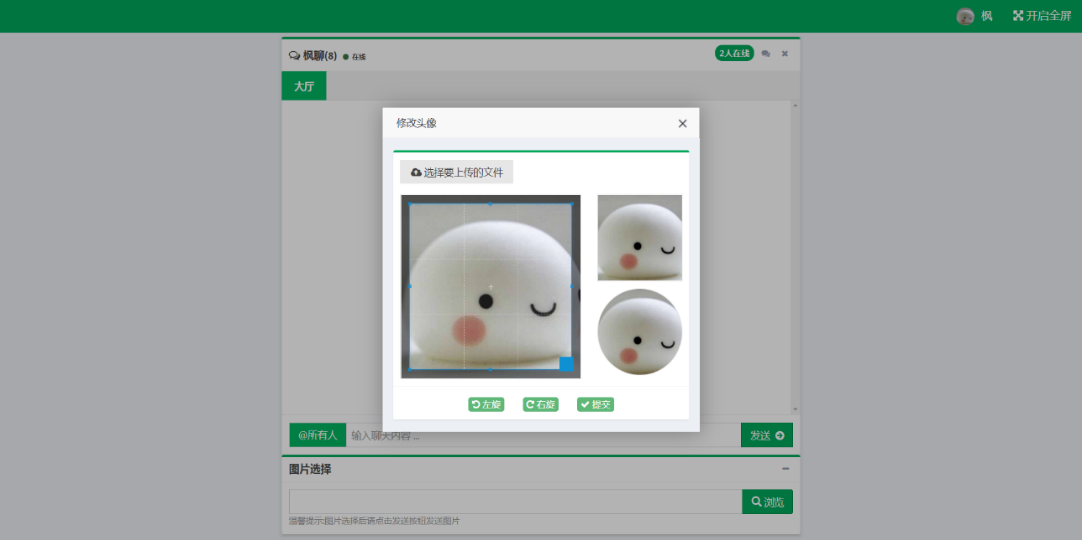 枫 开启全屏
枫聊(8) 在线 2人在线
大厅
修改头像
选择要上传的文件
左旋 右旋 提交
@所有人 输入聊天内容 ... 发送
图片选择
浏览
温馨提示:图片选择后请点击发送按钮发送图片